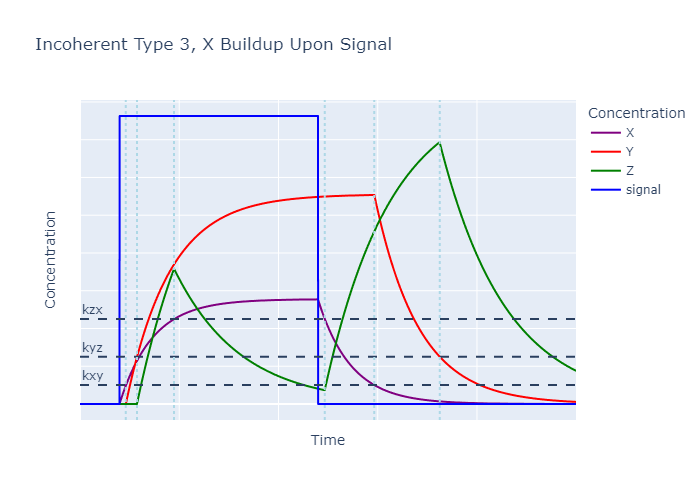 Incoherent Type 3, X Buildup Upon Signal
Concentration
X
Y
Z
signal
kzx
kyz
kxy
Concentration
Time